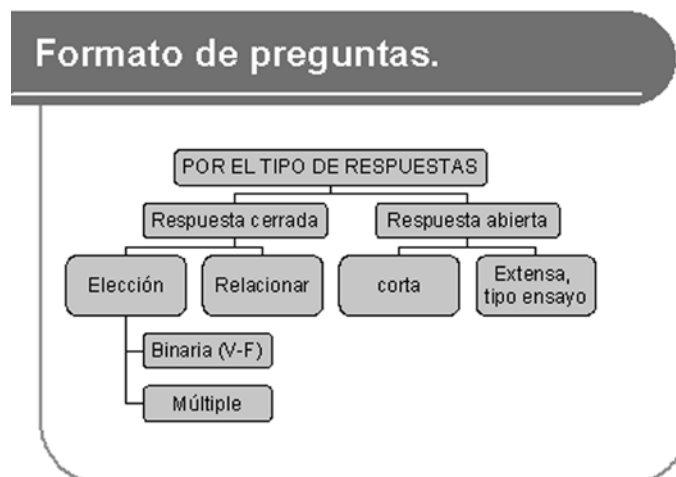 Formato de preguntas.
POR EL TIPO DE RESPUESTAS
Respuesta cerrada
Respuesta abierta
Elección
Relacionar
corta
Extensa,
tipo ensayo
Binaria (V-F)
Múltiple